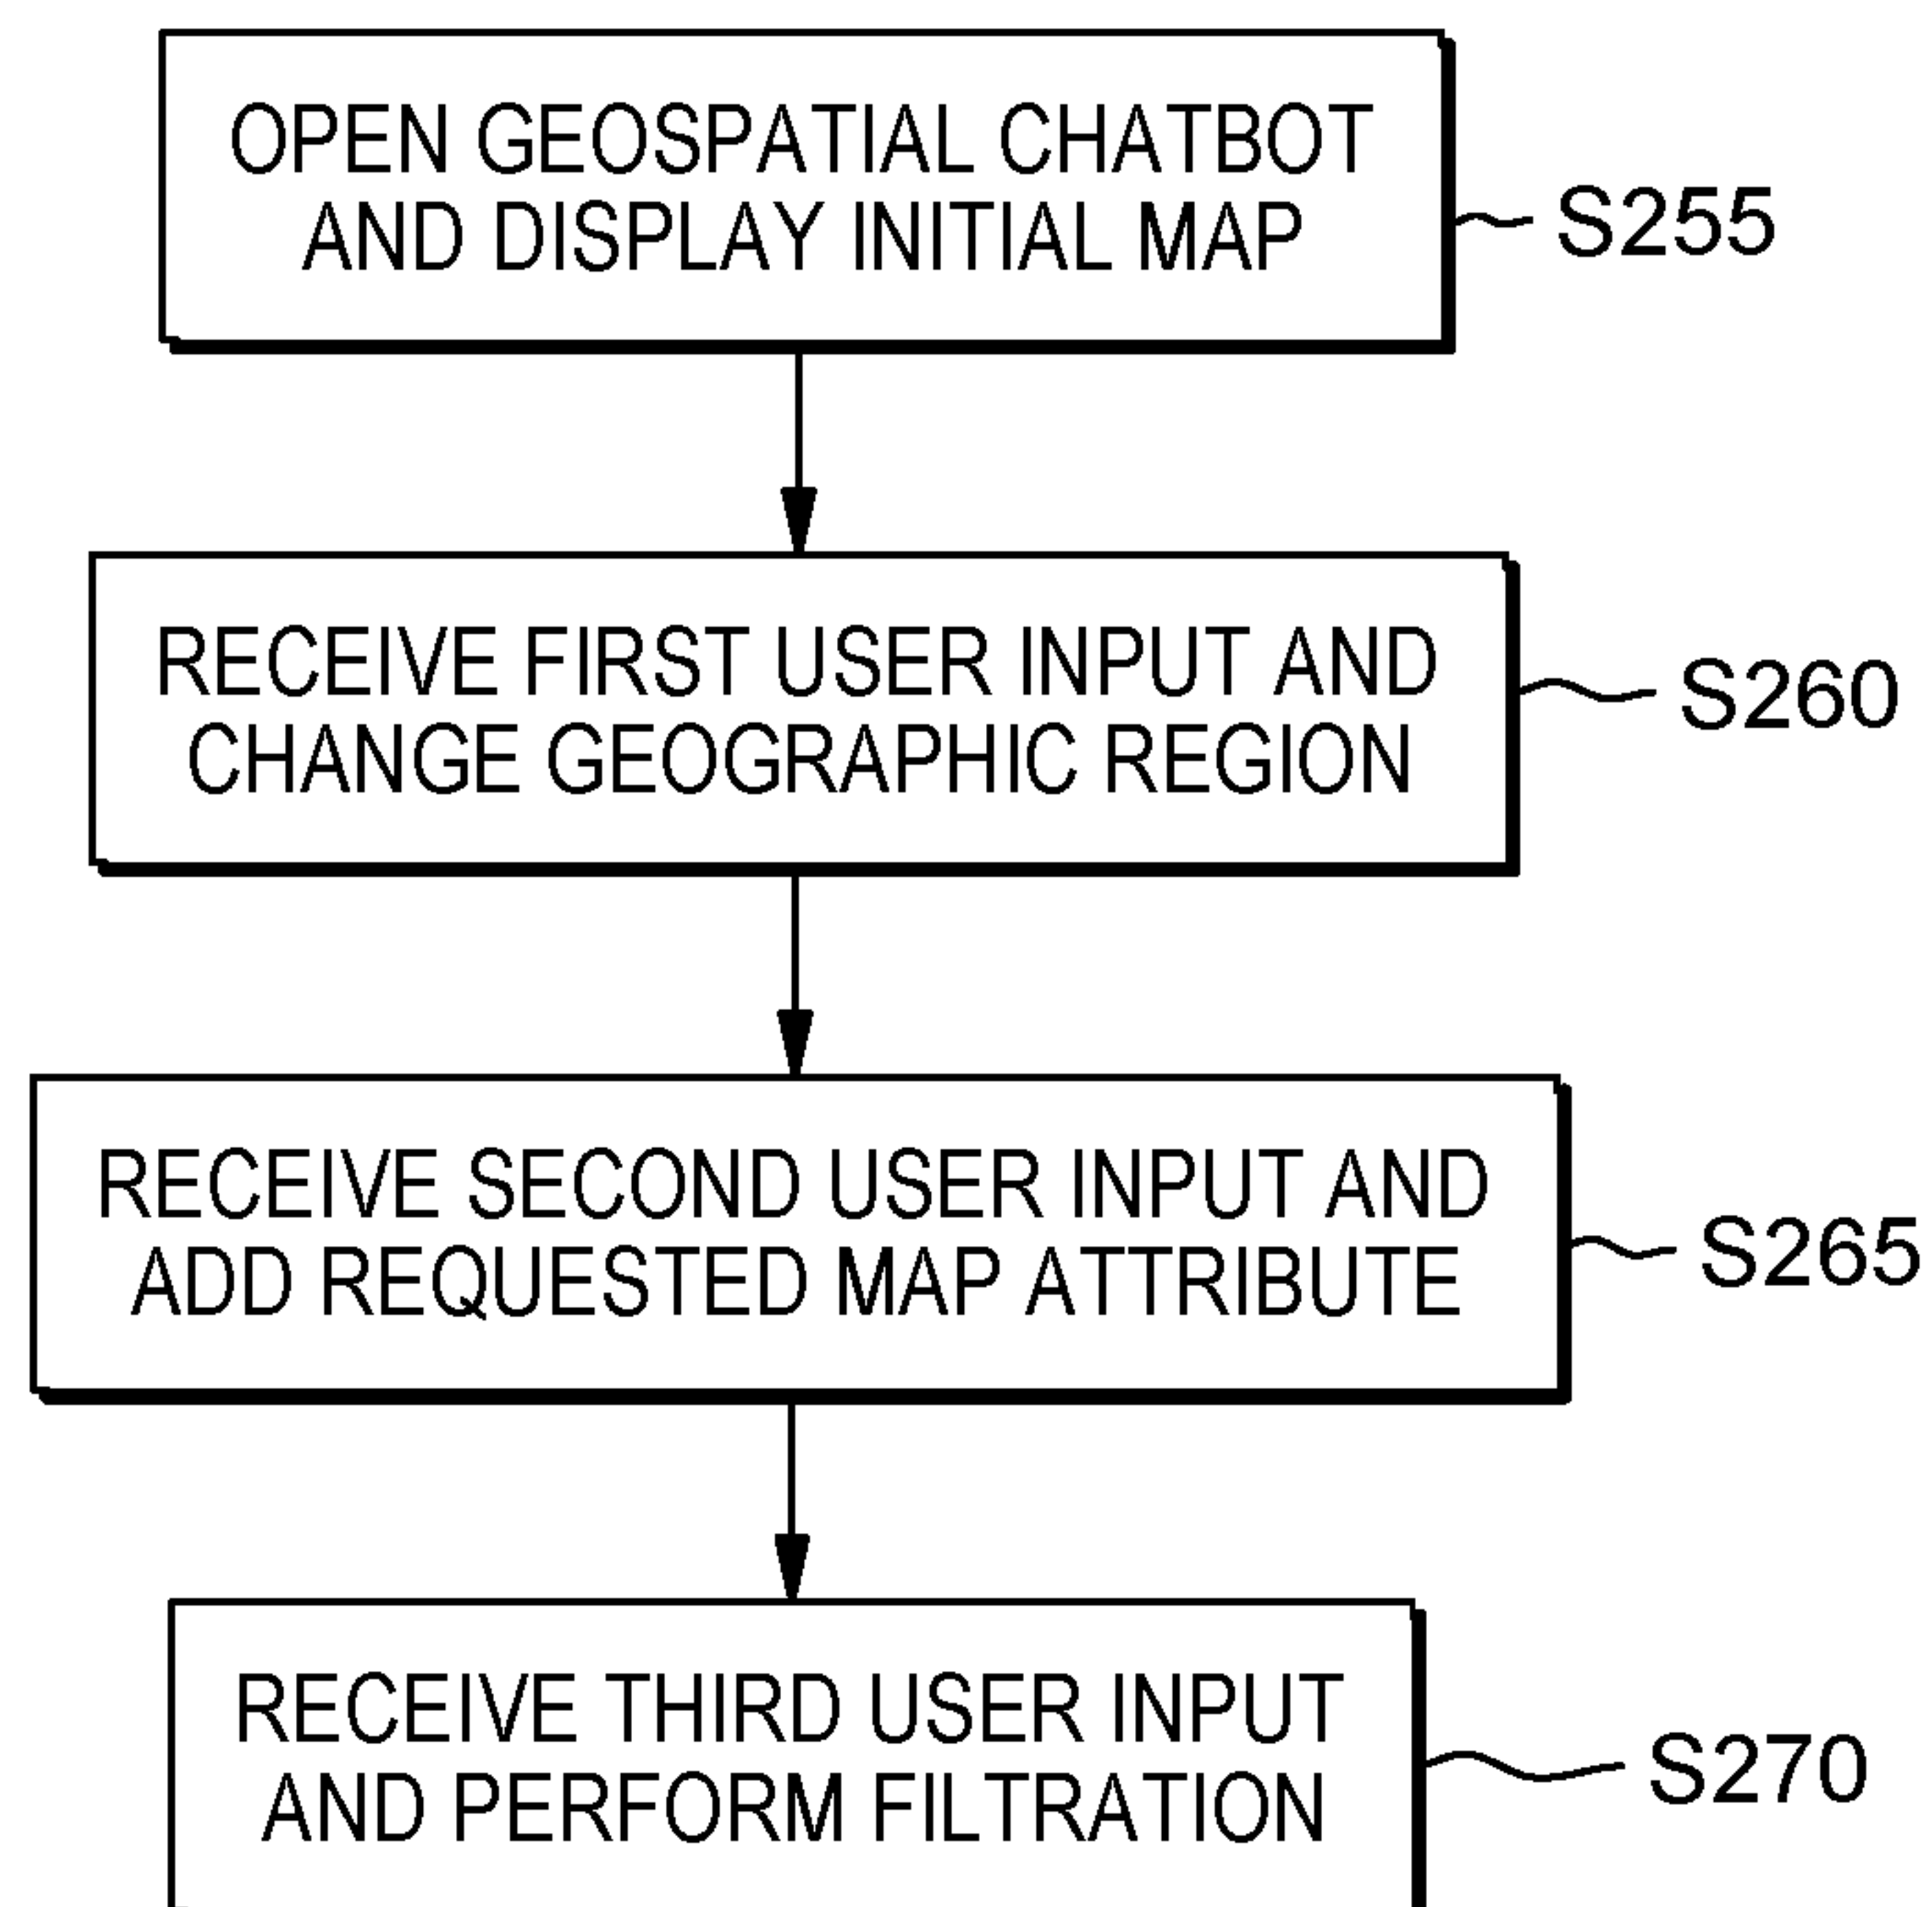 OPEN GEOSPATIAL CHATBOT
AND DISPLAY INITIAL MAP
S255
RECEIVE FIRST USER INPUT AND
CHANGE GEOGRAPHIC REGION
S260
RECEIVE SECOND USER INPUT AND
ADD REQUESTED MAP ATTRIBUTE
S265
RECEIVE THIRD USER INPUT
AND PERFORM FILTRATION
S270